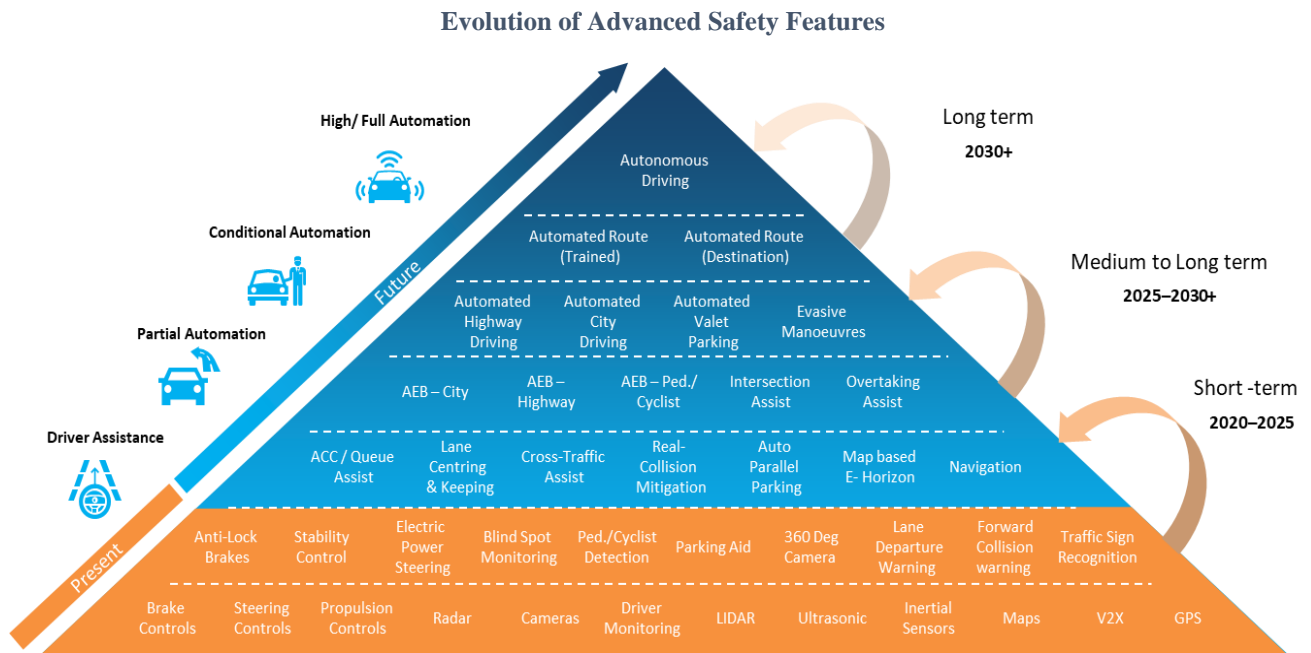 Evolution of Advanced Safety Features
High/ Full Automation
Conditional Automation
Partial Automation
Driver Assistance
Future
Present
Long term
2030+
Medium to Long term
2025–2030+
Short -term
2020–2025
Autonomous
Driving
Automated Route
(Trained)
Automated Route
(Destination)
Automated
Highway
Driving
Automated
City
Driving
Automated
Valet
Parking
Evasive
Manoeuvres
AEB – City
AEB –
Highway
AEB – Ped./
Cyclist
Intersection
Assist
Overtaking
Assist
ACC / Queue
Assist
Lane
Centring
& Keeping
Cross-Traffic
Assist
Real-
Collision
Mitigation
Auto
Parallel
Parking
Map based
E- Horizon
Navigation
Anti-Lock
Brakes
Stability
Control
Electric
Power
Steering
Blind Spot
Monitoring
Ped./Cyclist
Detection
Parking Aid
360 Deg
Camera
Lane
Departure
Warning
Forward
Collision
warning
Traffic Sign
Recognition
Brake
Controls
Steering
Controls
Propulsion
Controls
Radar
Cameras
Driver
Monitoring
LIDAR
Ultrasonic
Inertial
Sensors
Maps
V2X
GPS